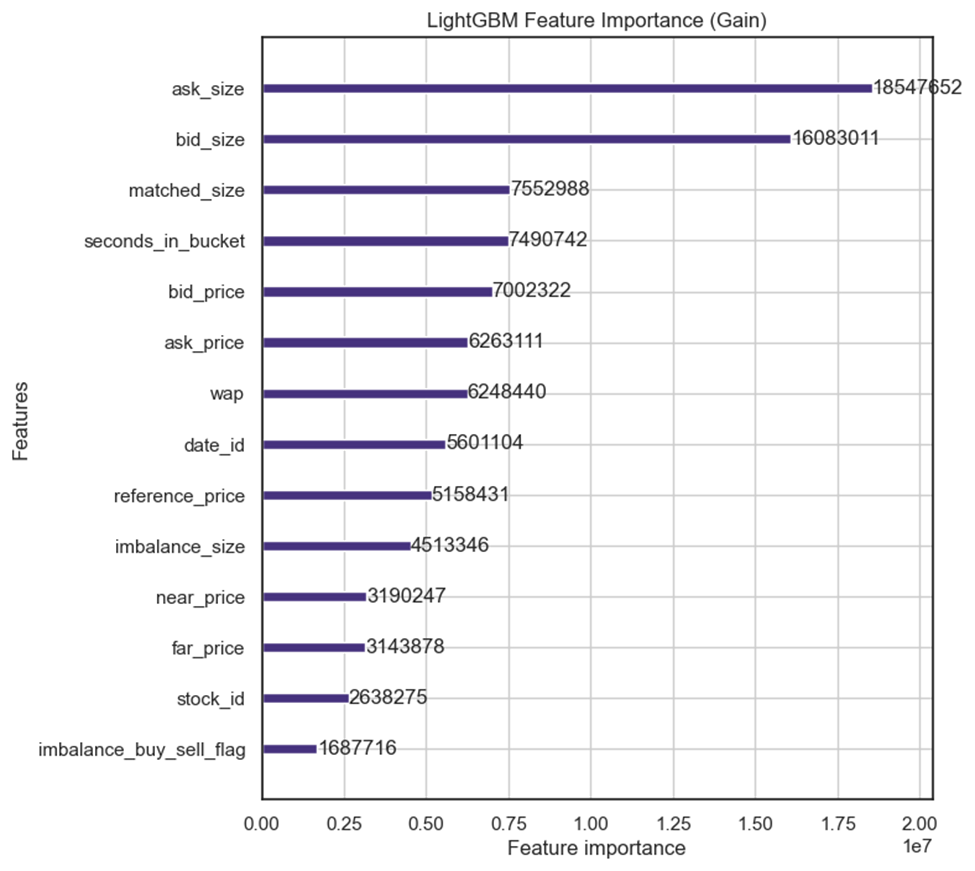 LightGBM Feature Importance (Gain)
Features
ask_size 18547652
bid_size 16083011
matched_size 7552988
seconds_in_bucket 7490742
bid_price 7002322
ask_price 6263111
wap 6248440
date_id 5601104
reference_price 5158431
imbalance_size 4513346
near_price 3190247
far_price 3143878
stock_id 2638275
imbalance_buy_sell_flag 1687716
0.00 0.25 0.50 0.75 1.00 1.25 1.50 1.75 2.00
1e7
Feature importance